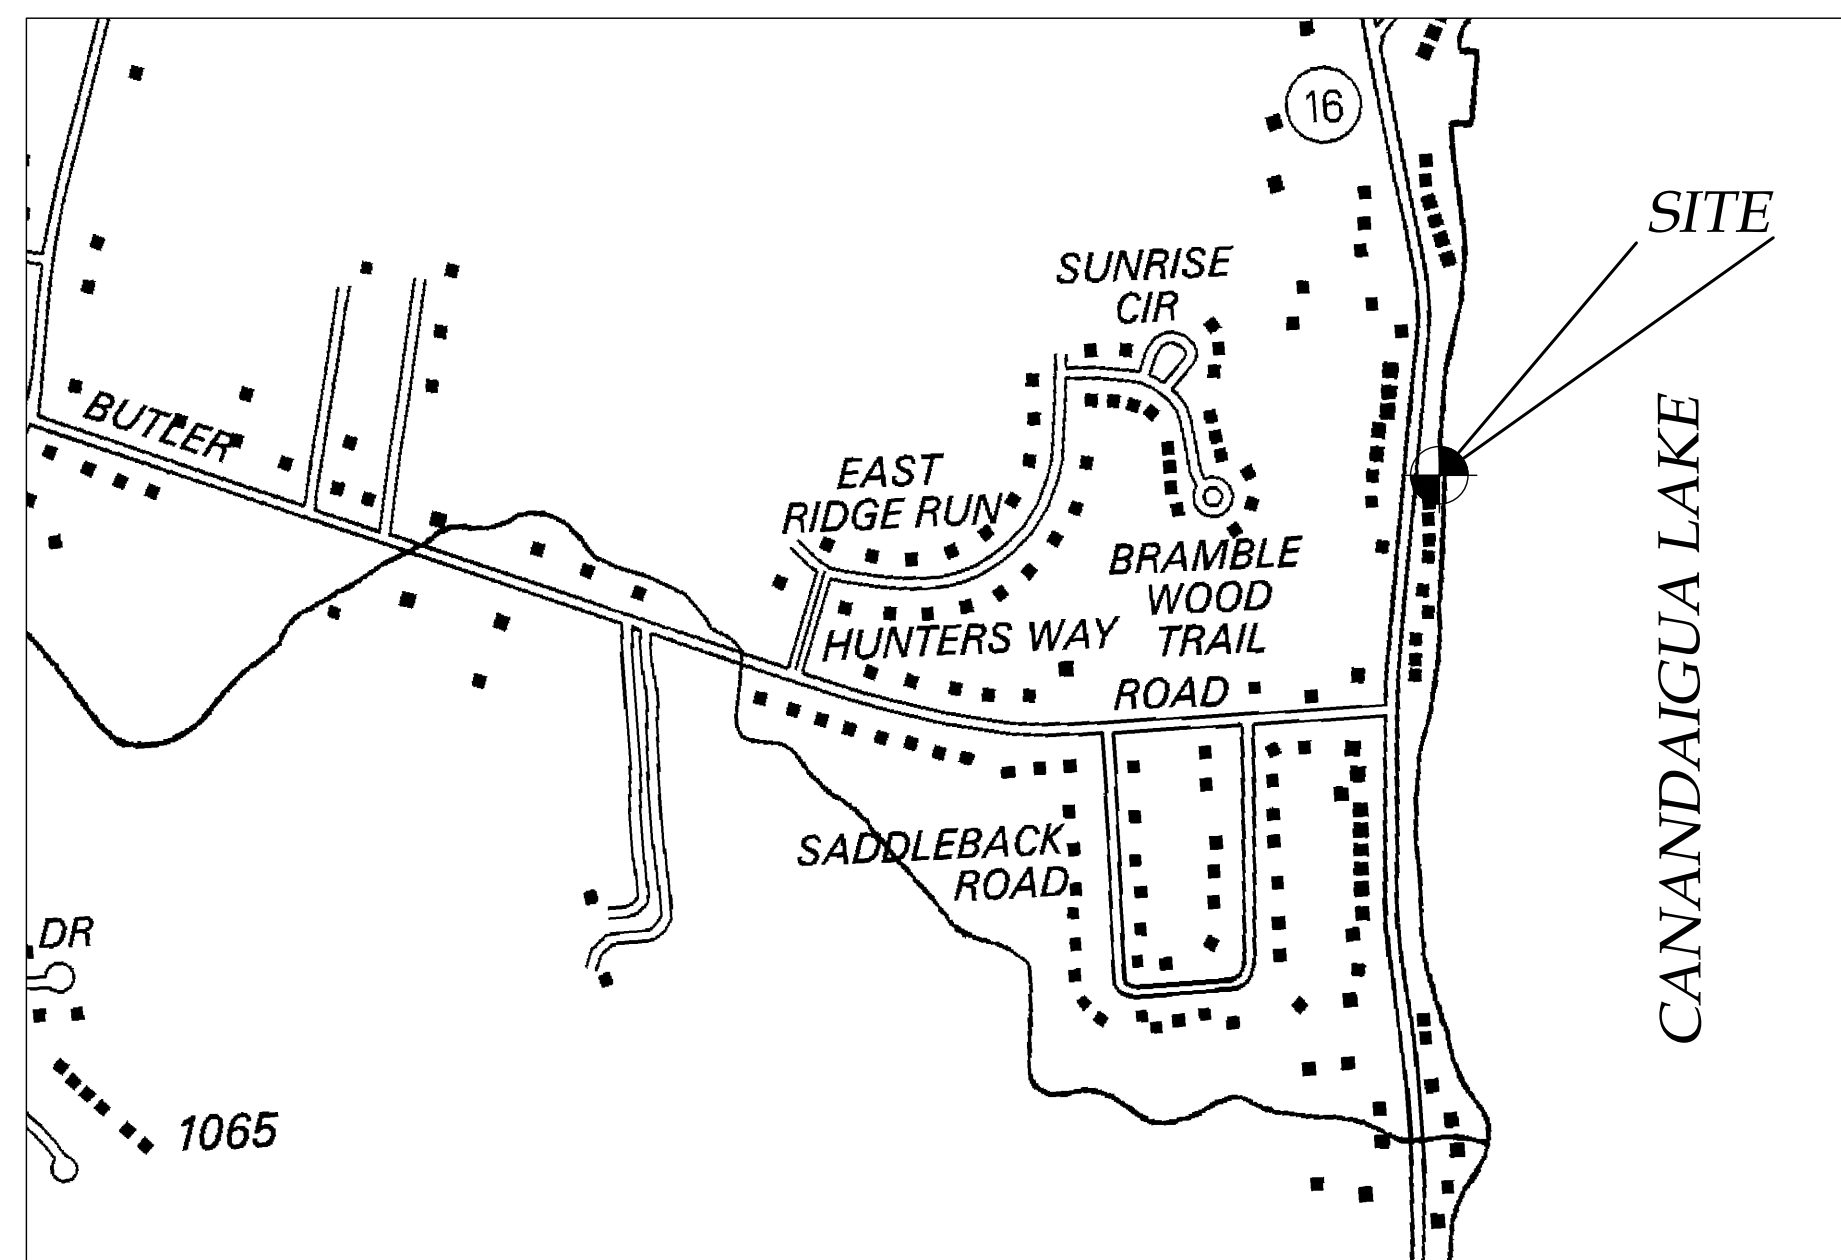 16
SITE
SUNRISE
CIR
BUTLER
EAST
RIDGE RUN
BRAMBLE
WOOD
TRAIL
HUNTERS WAY
ROAD
CANANDAIGUA LAKE
SADDLEBACK
ROAD
DR
1065